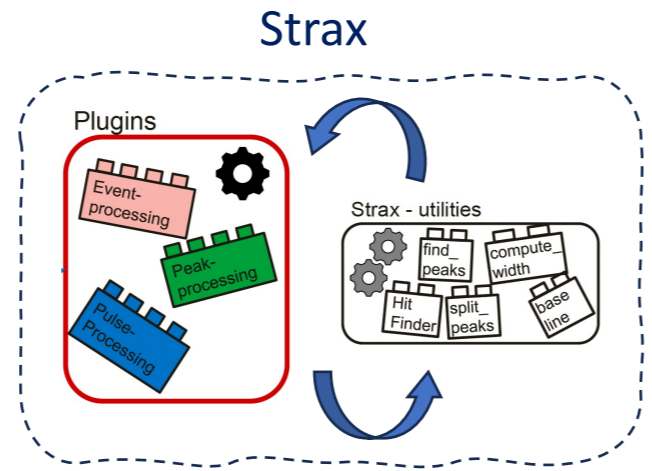 Strax
Plugins
Event-
processing
Peak-
processing
Pulse-
Processing
Strax - utilities
find_
peaks
compute_
width
Hit
Finder
split_
peaks
base
line